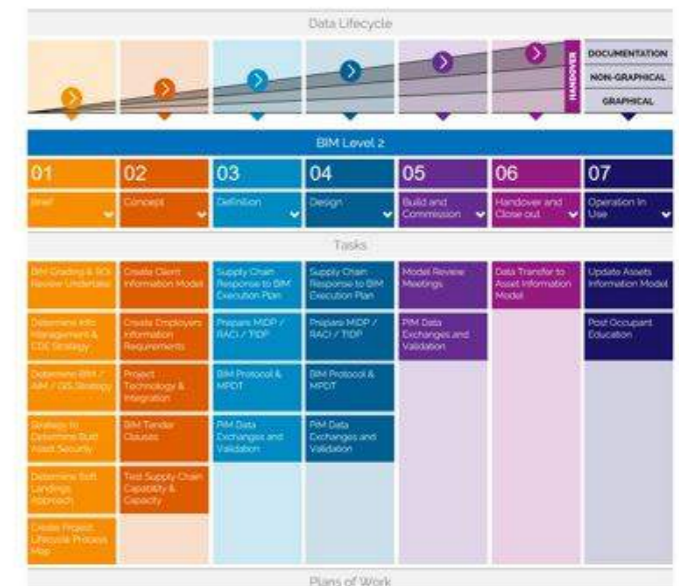 Data Lifecycle
HANDOVER
DOCUMENTATION
NON-GRAPHICAL
GRAPHICAL
BIM Level 2
01
Brief
02
Concept
03
Definition
04
Design
05
Build and
Commission
06
Handover and
Close out
07
Operation In
Use
Tasks
BIM Grading & ROI
Review Undertake
Determine Info
Management &
CDE Strategy
Determine BIM /
AIM / GIS Strategy
Strategy to
Determine Built
Asset Security
Determine Soft
Landings
Approach
Create Project
Lifecycle Process
Map
Create Client
Information Model
Create Employers
Information
Requirements
Project
Technology &
Integration
BIM Tender
Clauses
Test Supply Chain
Capability &
Capacity
Supply Chain
Response to BIM
Execution Plan
Prepare MIDP /
RACI / TIDP
BIM Protocol &
MPDT
PIM Data
Exchanges and
Validation
Supply Chain
Response to BIM
Execution Plan
Prepare MIDP /
RACI / TIDP
BIM Protocol &
MPDT
PIM Data
Exchanges and
Validation
Model Review
Meetings
PIM Data
Exchanges and
Validation
Data Transfer to
Asset Information
Model
Update Assets
Information Model
Post Occupant
Education
Plans of Work